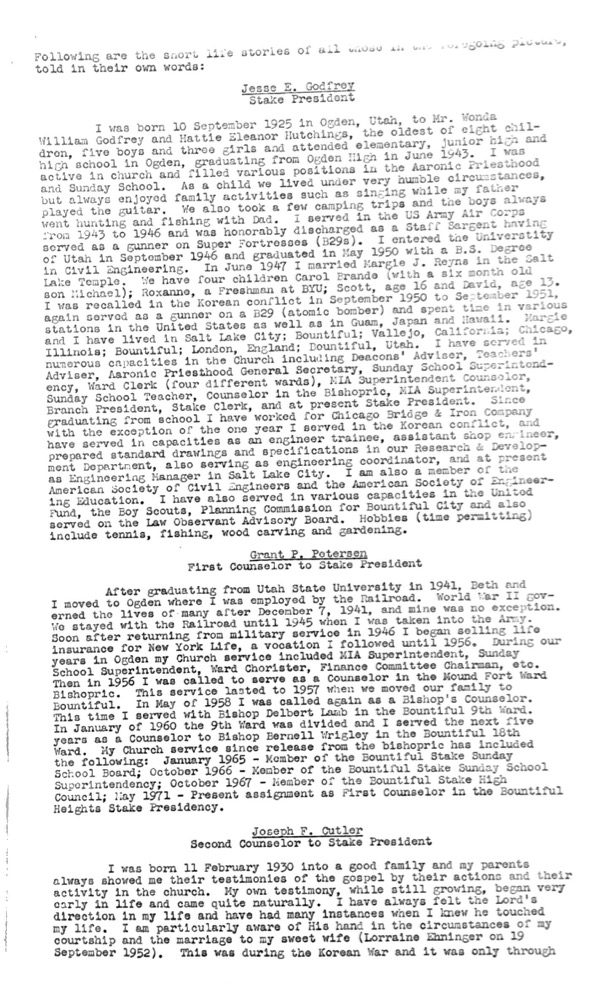 Following are the short life stories of all those in the foregoing picture,
told in their own words:
Jesse E. Godfrey
Stake President
I was born 10 September 1925 in Ogden, Utah, to Mr. Wonda
William Godfrey and Hattie Eleanor Hutchings, the oldest of eight chil-
dren, five boys and three girls and attended elementary, junior high and
high school in Ogden, graduating from Ogden High in June 1943. I was
active in church and filled various positions in the Aaronic Priesthood
and Sunday School. As a child we lived under very humble circumstances,
but always enjoyed family activities such as singing while my father
played the guitar. We also took a few camping trips and the boys always
went hunting and fishing with Dad. I served in the US Army Air Corps
from 1943 to 1946 and was honorably discharged as a Staff Sargent having
served as a gunner on Super Fortresses (B29s). I entered the Universtity
of Utah in September 1946 and graduated in May 1950 with a B.S. Degree
in Civil Engineering. In June 1947 I married Margie J. Reyns in the Salt
Lake Temple. We have four children Carol Frande (with a six month old
son Michael); Roxanne, a Freshman at BYU; Scott, age 16 and David, age 13.
I was recalled in the Korean conflict in September 1950 to September 1951,
again served as a gunner on a B29 (atomic bomber) and spent time in various
stations in the United States as well as in Guam, Japan and Hawaii. Margie
and I have lived in Salt Lake City; Bountiful; Vallejo, California; Chicago,
Illinois; Bountiful; London, England; Bountiful, Utah. I have served in
numerous capacities in the Church including Deacons' Adviser, Teachers'
Adviser, Aaronic Priesthood General Secretary, Sunday School Superintend-
ency, Ward Clerk (four different wards), MIA Superintendent Counselor,
Sunday School Teacher, Counselor in the Bishopric, MIA Superintendent,
Branch President, Stake Clerk, and at present Stake President. Since
graduating from school I have worked for Chicago Bridge & Iron Company
with the exception of the one year I served in the Korean conflict, and
have served in capacities as an engineer trainee, assistant shop engineer,
prepared standard drawings and specifications in our Research & Develop-
ment Department, also serving as engineering coordinator, and at present
as Engineering Manager in Salt Lake City. I am also a member of the
American Society of Civil Engineers and the American Society of Engineer-
ing Education. I have also served in various capacities in the United
Fund, the Boy Scouts, Planning Commission for Bountiful City and also
served on the Law Observant Advisory Board. Hobbies (time permitting)
include tennis, fishing, wood carving and gardening.
Grant P. Petersen
First Counselor to Stake President
After graduating from Utah State University in 1941, Beth and
I moved to Ogden where I was employed by the Railroad. World War II gov-
erned the lives of many after December 7, 1941, and mine was no exception.
We stayed with the Railroad until 1945 when I was taken into the Army.
Soon after returning from military service in 1946 I began selling life
insurance for New York Life, a vocation I followed until 1956. During our
years in Ogden my Church service included MIA Superintendent, Sunday
School Superintendent, Ward Chorister, Finance Committee Chairman, etc.
Then in 1956 I was called to serve as a Counselor in the Mound Fort Ward
Bishopric. This service lasted to 1957 when we moved our family to
Bountiful. In May of 1958 I was called again as a Bishop's Counselor.
This time I served with Bishop Delbert Lamb in the Bountiful 9th Ward.
In January of 1960 the 9th Ward was divided and I served the next five
years as a Counselor to Bishop Bernell Wrigley in the Bountiful 18th
Ward. My Church service since release from the bishopric has included
the following: January 1965 - Member of the Bountiful Stake Sunday
School Board; October 1966 - Member of the Bountiful Stake Sunday School
Superintendency; October 1967 - Member of the Bountiful Stake High
Council; May 1971 - Present assignment as First Counselor in the Bountiful
Heights Stake Presidency.
Joseph F. Cutler
Second Counselor to Stake President
I was born 11 February 1930 into a good family and my parents
always showed me their testimonies of the gospel by their actions and their
activity in the church. My own testimony, while still growing, began very
early in life and came quite naturally. I have always felt the Lord's
direction in my life and have had many instances when I knew he touched
my life. I am particularly aware of His hand in the circumstances of my
courtship and the marriage to my sweet wife (Lorraine Ehninger on 19
September 1952). This was during the Korean War and it was only through